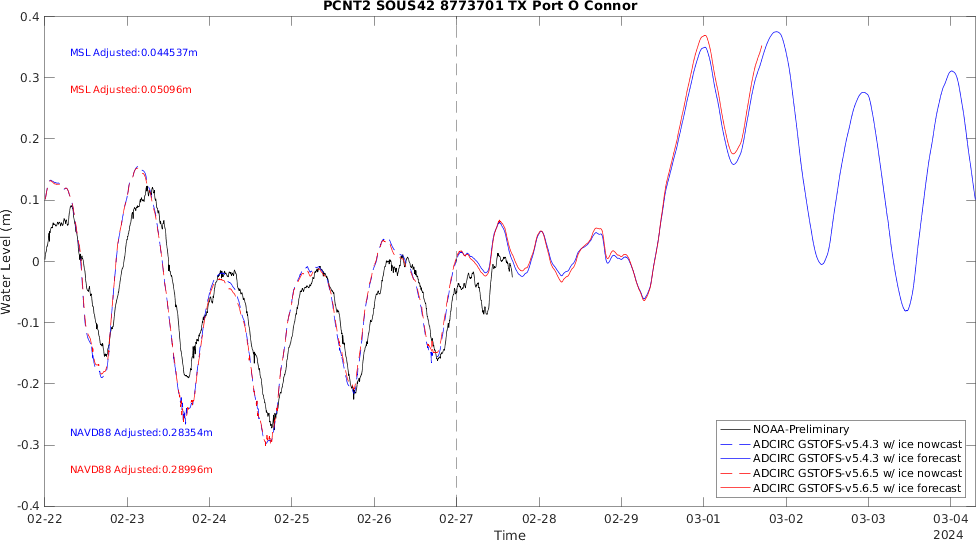 PCNT2 SOUS42 8773701 TX Port O Connor
0.4
0.3
0.2
0.1
0
-0.1
-0.2
-0.3
-0.4
Water Level (m)
MSL Adjusted:0.044537m
MSL Adjusted:0.05096m
NAVD88 Adjusted:0.28354m
NAVD88 Adjusted:0.28996m
NOAA-Preliminary
ADCIRC GSTOFS-v5.4.3 w/ ice nowcast
ADCIRC GSTOFS-v5.4.3 w/ ice forecast
ADCIRC GSTOFS-v5.6.5 w/ ice nowcast
ADCIRC GSTOFS-v5.6.5 w/ ice forecast
02-22 02-23 02-24 02-25 02-26 02-27 02-28 02-29 03-01 03-02 03-03 03-04
Time
2024